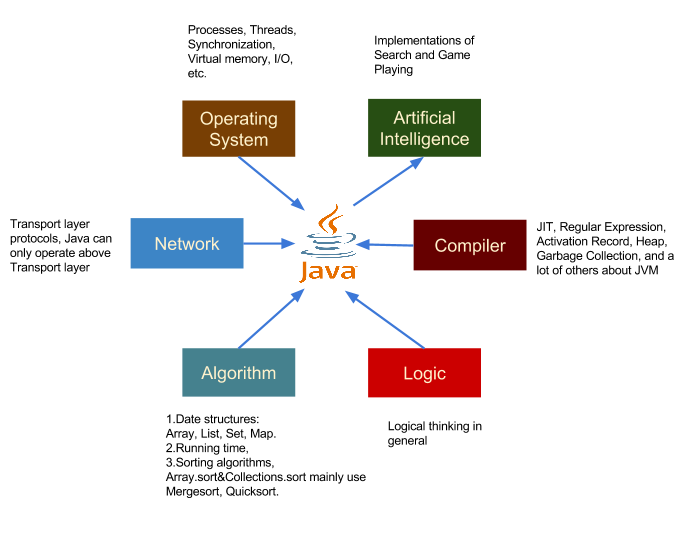 Processes, Threads,
Synchronization,
Virtual memory, I/O,
etc.
Implementations of
Search and Game
Playing
Operating
System
Artificial
Intelligence
Transport layer
protocols, Java can
only operate above
Transport layer
Network
Java
Compiler
JIT, Regular Expression,
Activation Record, Heap,
Garbage Collection, and a
lot of others about JVM
Algorithm
Logic
1.Date structures:
Array, List, Set, Map.
2.Running time,
3.Sorting algorithms,
Array.sort&Collections.sort mainly use
Mergesort, Quicksort.
Logical thinking in
general